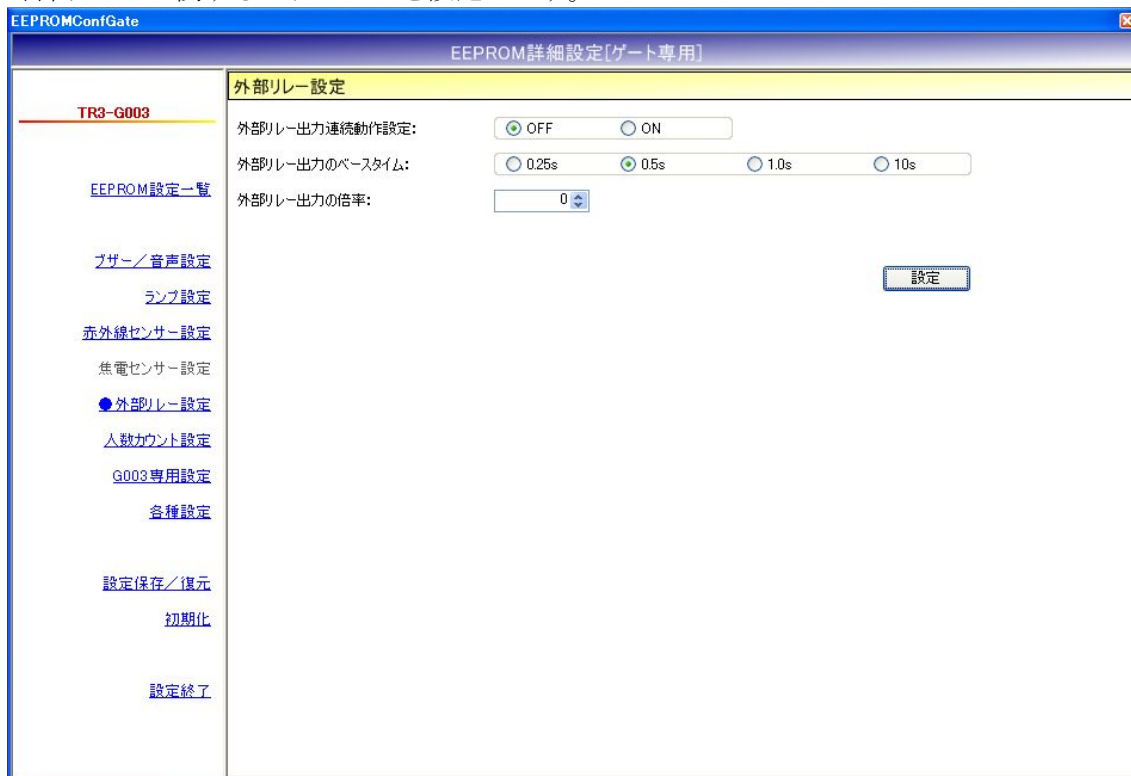 EEPROMConfGate
EEPROM詳細設定[ゲート専用]
TR3-G003
EEPROM設定一覧
ブザー／音声設定
ランプ設定
赤外線センサー設定
焦電センサー設定
●外部リレー設定
人数カウント設定
G003専用設定
各種設定
設定保存／復元
初期化
設定終了
外部リレー設定
外部リレー出力連続動作設定: OFF ON
外部リレー出力のベースタイム: 0.25s 0.5s 1.0s 10s
外部リレー出力の倍率: 0
設定